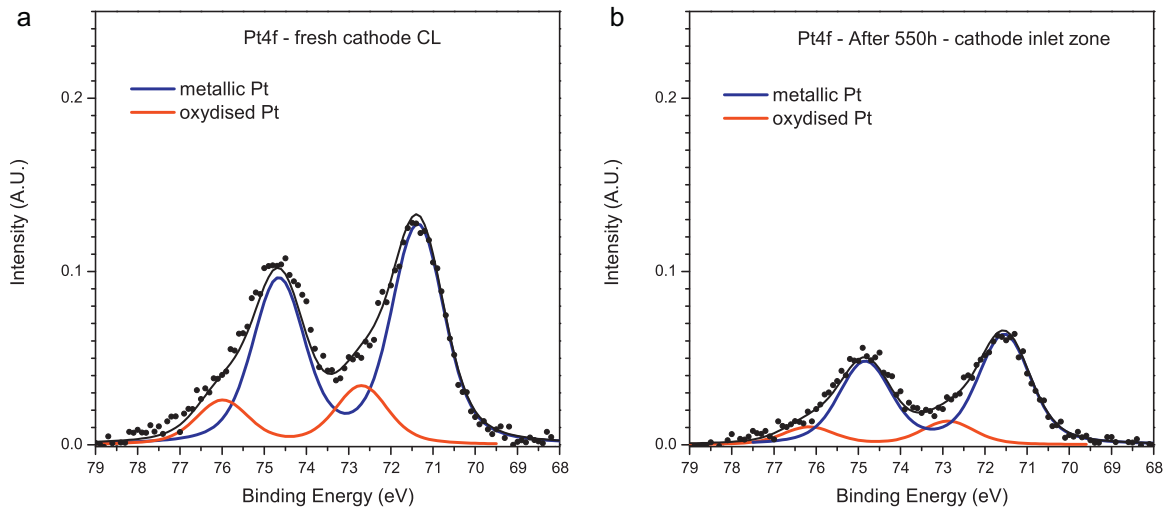 a
Pt4f - fresh cathode CL
metallic Pt
oxydised Pt
0.2
0.1
0.0
Intensity (A.U.)
79 78 77 76 75 74 73 72 71 70 69 68
Binding Energy (eV)
b
Pt4f - After 550h - cathode inlet zone
metallic Pt
oxydised Pt
0.2
0.1
0.0
Intensity (A.U.)
79 78 77 76 75 74 73 72 71 70 69 68
Binding Energy (eV)